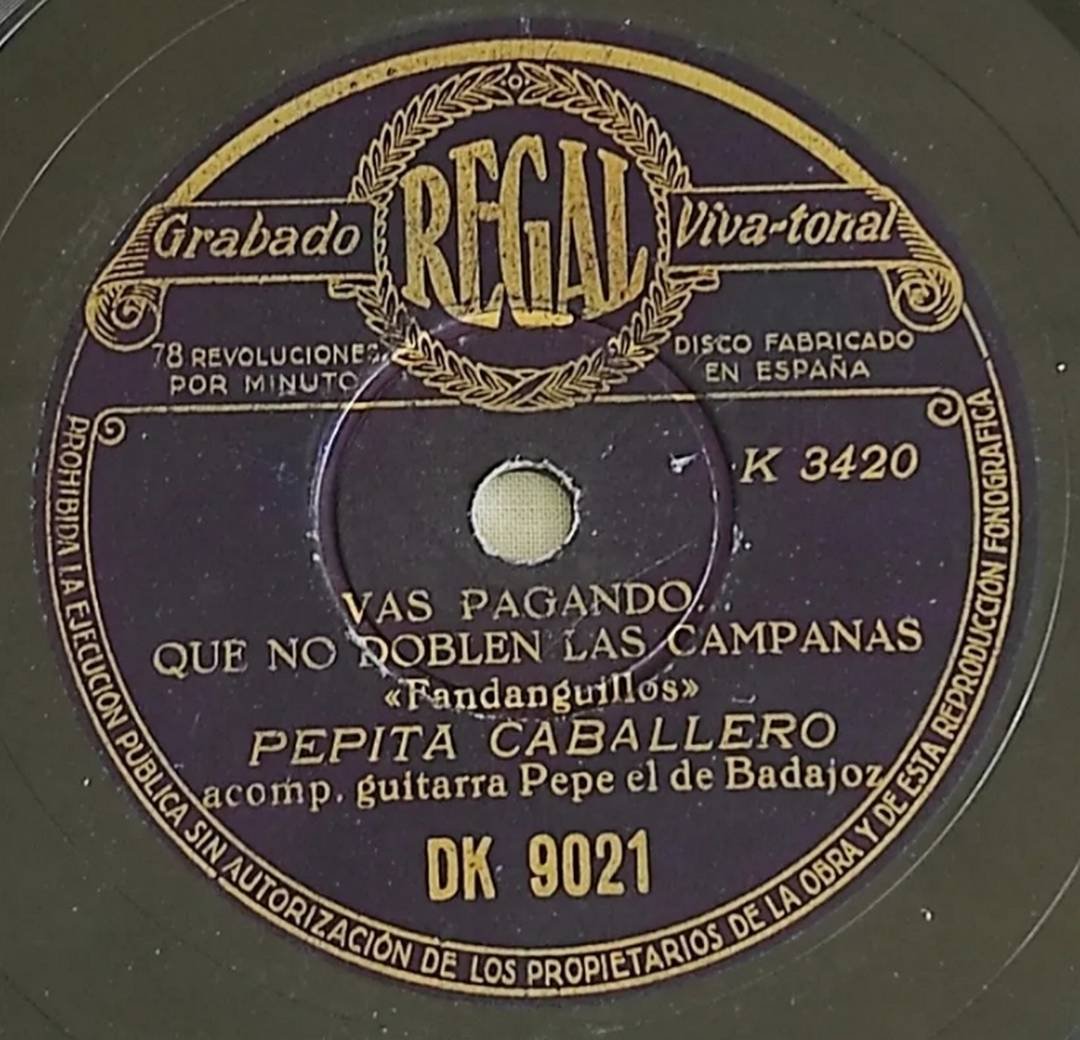 REGAL
Grabado Viva-tonal
78 REVOLUCIONES
POR MINUTO
DISCO FABRICADO
EN ESPAÑA
K 3420
VAS PAGANDO...
QUE NO DOBLEN LAS CAMPANAS
«Fandanguillos»
PEPITA CABALLERO
acomp. guitarra Pepe el de Badajoz
DK 9021
PROHIBIDA LA EJECUCIÓN PUBLICA SIN AUTORIZACIÓN DE LOS PROPIETARIOS DE LA OBRA Y DE ESTA REPRODUCCIÓN FONOGRAFICA